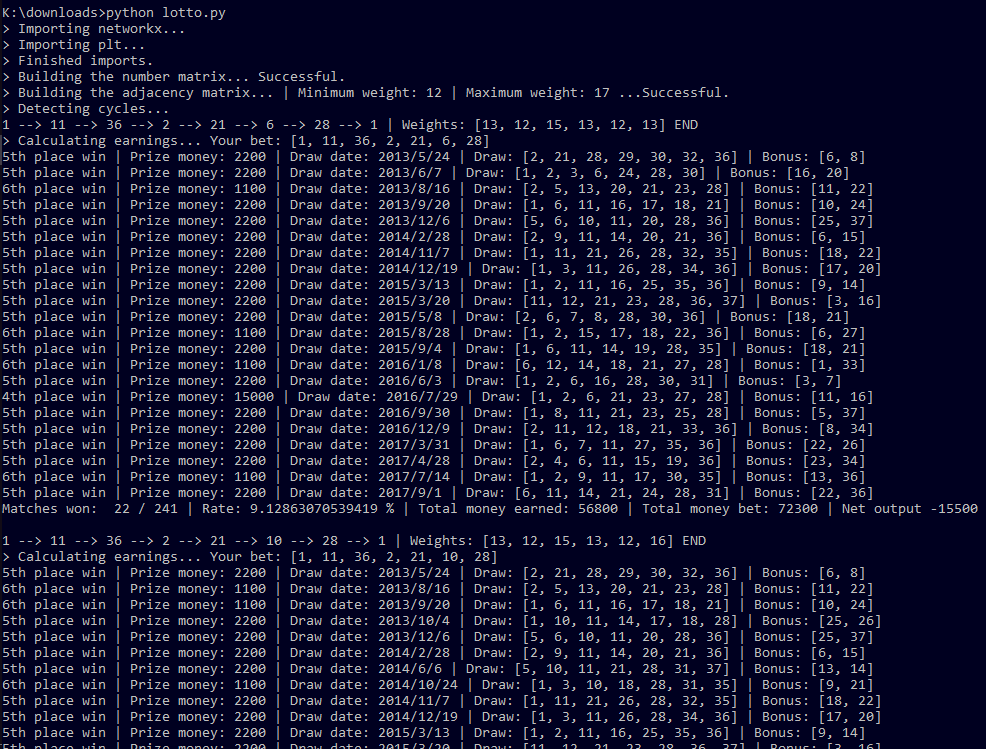 K:\downloads>python lotto.py
> Importing networkx...
> Importing plt...
> Finished imports.
> Building the number matrix... Successful.
> Building the adjacency matrix... | Minimum weight: 12 | Maximum weight: 17 ...Successful.
> Detecting cycles...
1 --> 11 --> 36 --> 2 --> 21 --> 6 --> 28 --> 1 | Weights: [13, 12, 15, 13, 12, 13] END
> Calculating earnings... Your bet: [1, 11, 36, 2, 21, 6, 28]
5th place win | Prize money: 2200 | Draw date: 2013/5/24 | Draw: [2, 21, 28, 29, 30, 32, 36] | Bonus: [6, 8]
5th place win | Prize money: 2200 | Draw date: 2013/6/7 | Draw: [1, 2, 3, 6, 24, 28, 30] | Bonus: [16, 20]
6th place win | Prize money: 1100 | Draw date: 2013/8/16 | Draw: [2, 5, 13, 20, 21, 23, 28] | Bonus: [11, 22]
5th place win | Prize money: 2200 | Draw date: 2013/9/20 | Draw: [1, 6, 11, 16, 17, 18, 21] | Bonus: [10, 24]
5th place win | Prize money: 2200 | Draw date: 2013/12/6 | Draw: [5, 6, 10, 11, 20, 28, 36] | Bonus: [25, 37]
5th place win | Prize money: 2200 | Draw date: 2014/2/28 | Draw: [2, 9, 11, 14, 20, 21, 36] | Bonus: [6, 15]
5th place win | Prize money: 2200 | Draw date: 2014/11/7 | Draw: [1, 11, 21, 26, 28, 32, 35] | Bonus: [18, 22]
5th place win | Prize money: 2200 | Draw date: 2014/12/19 | Draw: [1, 3, 11, 26, 28, 34, 36] | Bonus: [17, 20]
5th place win | Prize money: 2200 | Draw date: 2015/3/13 | Draw: [1, 2, 11, 16, 25, 35, 36] | Bonus: [9, 14]
5th place win | Prize money: 2200 | Draw date: 2015/3/20 | Draw: [11, 12, 21, 23, 28, 36, 37] | Bonus: [3, 16]
5th place win | Prize money: 2200 | Draw date: 2015/5/8 | Draw: [2, 6, 7, 8, 28, 30, 36] | Bonus: [18, 21]
6th place win | Prize money: 1100 | Draw date: 2015/8/28 | Draw: [1, 2, 15, 17, 18, 22, 36] | Bonus: [6, 27]
5th place win | Prize money: 2200 | Draw date: 2015/9/4 | Draw: [1, 6, 11, 14, 19, 28, 35] | Bonus: [18, 21]
6th place win | Prize money: 1100 | Draw date: 2016/1/8 | Draw: [6, 12, 14, 18, 21, 27, 28] | Bonus: [1, 33]
5th place win | Prize money: 2200 | Draw date: 2016/6/3 | Draw: [1, 2, 6, 16, 28, 30, 31] | Bonus: [3, 7]
4th place win | Prize money: 15000 | Draw date: 2016/7/29 | Draw: [1, 2, 6, 21, 23, 27, 28] | Bonus: [11, 16]
5th place win | Prize money: 2200 | Draw date: 2016/9/30 | Draw: [1, 8, 11, 21, 23, 25, 28] | Bonus: [5, 37]
5th place win | Prize money: 2200 | Draw date: 2016/12/9 | Draw: [2, 11, 12, 18, 21, 33, 36] | Bonus: [8, 34]
5th place win | Prize money: 2200 | Draw date: 2017/3/31 | Draw: [1, 6, 7, 11, 27, 35, 36] | Bonus: [22, 26]
5th place win | Prize money: 2200 | Draw date: 2017/4/28 | Draw: [2, 4, 6, 11, 15, 19, 36] | Bonus: [23, 34]
6th place win | Prize money: 1100 | Draw date: 2017/7/14 | Draw: [1, 2, 9, 11, 17, 30, 35] | Bonus: [13, 36]
5th place win | Prize money: 2200 | Draw date: 2017/9/1 | Draw: [6, 11, 14, 21, 24, 28, 31] | Bonus: [22, 36]
Matches won:  22 / 241 | Rate: 9.12863070539419 % | Total money earned: 56800 | Total money bet: 72300 | Net output -15500
1 --> 11 --> 36 --> 2 --> 21 --> 10 --> 28 --> 1 | Weights: [13, 12, 15, 13, 12, 16] END
> Calculating earnings... Your bet: [1, 11, 36, 2, 21, 10, 28]
5th place win | Prize money: 2200 | Draw date: 2013/5/24 | Draw: [2, 21, 28, 29, 30, 32, 36] | Bonus: [6, 8]
6th place win | Prize money: 1100 | Draw date: 2013/8/16 | Draw: [2, 5, 13, 20, 21, 23, 28] | Bonus: [11, 22]
6th place win | Prize money: 1100 | Draw date: 2013/9/20 | Draw: [1, 6, 11, 16, 17, 18, 21] | Bonus: [10, 24]
5th place win | Prize money: 2200 | Draw date: 2013/10/4 | Draw: [1, 10, 11, 14, 17, 18, 28] | Bonus: [25, 26]
5th place win | Prize money: 2200 | Draw date: 2013/12/6 | Draw: [5, 6, 10, 11, 20, 28, 36] | Bonus: [25, 37]
5th place win | Prize money: 2200 | Draw date: 2014/2/28 | Draw: [2, 9, 11, 14, 20, 21, 36] | Bonus: [6, 15]
5th place win | Prize money: 2200 | Draw date: 2014/6/6 | Draw: [5, 10, 11, 21, 28, 31, 37] | Bonus: [13, 14]
6th place win | Prize money: 1100 | Draw date: 2014/10/24 | Draw: [1, 3, 10, 18, 28, 31, 35] | Bonus: [9, 21]
5th place win | Prize money: 2200 | Draw date: 2014/11/7 | Draw: [1, 11, 21, 26, 28, 32, 35] | Bonus: [18, 22]
5th place win | Prize money: 2200 | Draw date: 2014/12/19 | Draw: [1, 3, 11, 26, 28, 34, 36] | Bonus: [17, 20]
5th place win | Prize money: 2200 | Draw date: 2015/3/13 | Draw: [1, 2, 11, 16, 25, 35, 36] | Bonus: [9, 14]
5th place win | Prize money: 2200 | Draw date: 2015/3/20 | Draw: [11, 12, 21, 23, 28, 36, 37] | Bonus: [3, 16]